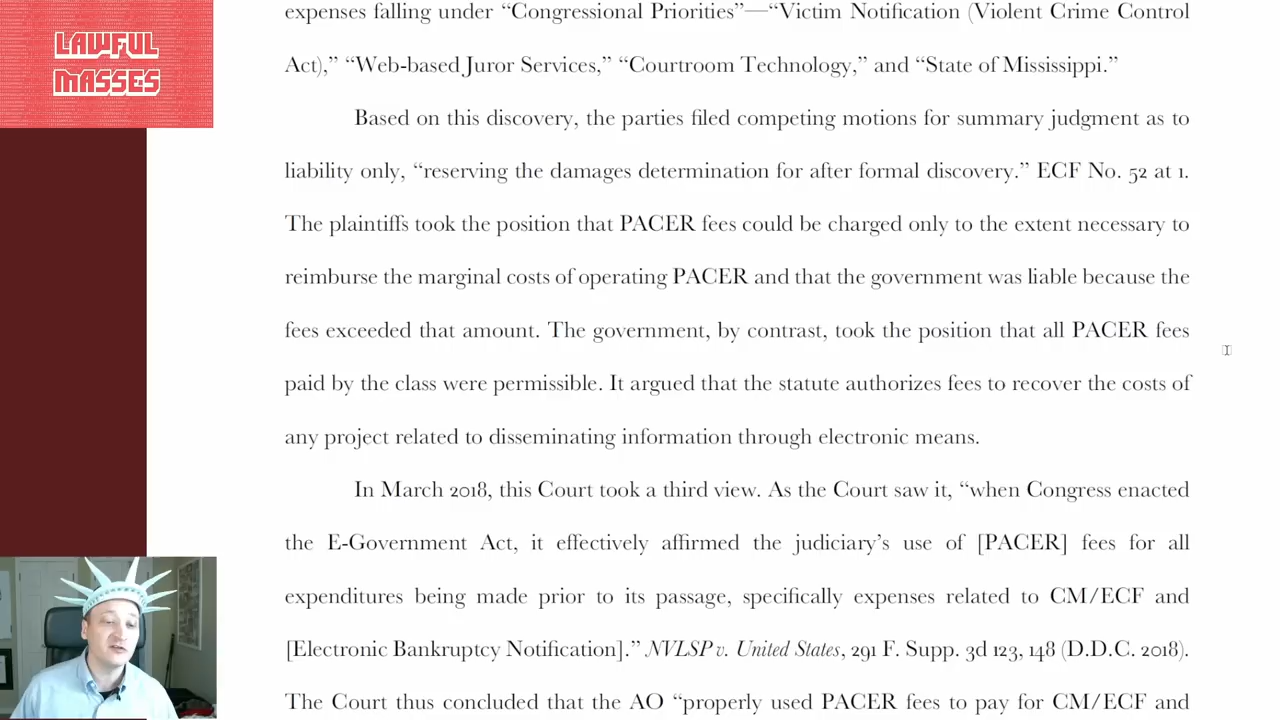 LAWFUL
MASSES
expenses falling under “Congressional Priorities”—“Victim Notification (Violent Crime Control
Act),” “Web-based Juror Services,” “Courtroom Technology,” and “State of Mississippi.”
Based on this discovery, the parties filed competing motions for summary judgment as to
liability only, “reserving the damages determination for after formal discovery.” ECF No. 52 at 1.
The plaintiffs took the position that PACER fees could be charged only to the extent necessary to
reimburse the marginal costs of operating PACER and that the government was liable because the
fees exceeded that amount. The government, by contrast, took the position that all PACER fees
paid by the class were permissible. It argued that the statute authorizes fees to recover the costs of
any project related to disseminating information through electronic means.
In March 2018, this Court took a third view. As the Court saw it, “when Congress enacted
the E-Government Act, it effectively affirmed the judiciary’s use of [PACER] fees for all
expenditures being made prior to its passage, specifically expenses related to CM/ECF and
[Electronic Bankruptcy Notification].” NVLSP v. United States, 291 F. Supp. 3d 123, 148 (D.D.C. 2018).
The Court thus concluded that the AO “properly used PACER fees to pay for CM/ECF and